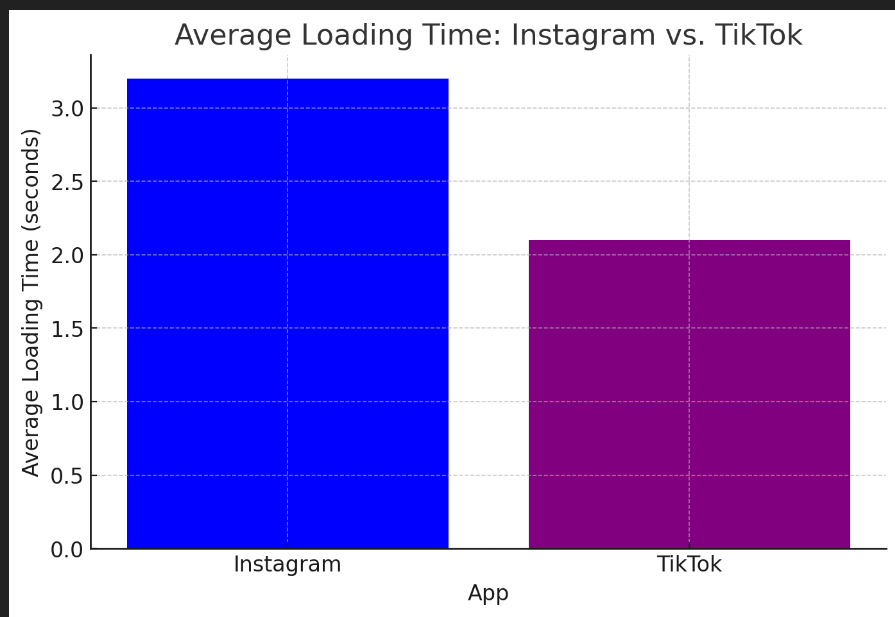 Average Loading Time: Instagram vs. TikTok
Average Loading Time (seconds)
3.0
2.5
2.0
1.5
1.0
0.5
0.0
Instagram
TikTok
App